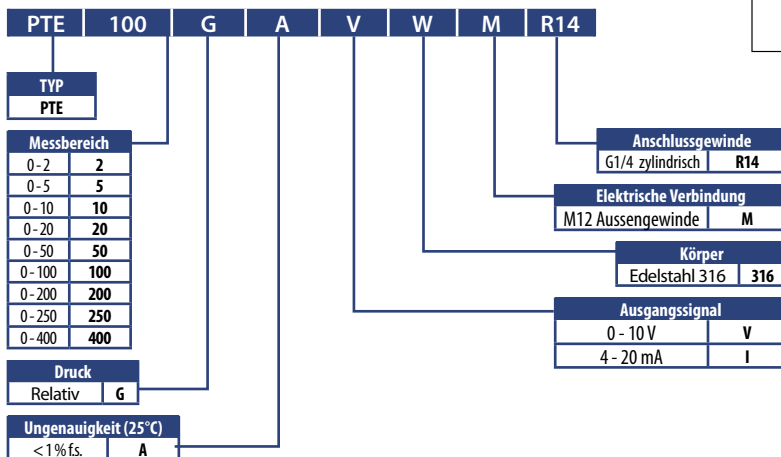 PTE 100 G A V W M R14
TYP
PTE
Messbereich
0-2 2
0-5 5
0-10 10
0-20 20
0-50 50
0-100 100
0-200 200
0-250 250
0-400 400
Druck
Relativ G
Ungenauigkeit (25°C)
<1% f.s. A
Anschlussgewinde
G1/4 zylindrisch R14
Elektrische Verbindung
M12 Aussengewinde M
Körper
Edelstahl 316 316
Ausgangssignal
0 - 10 V V
4 - 20 mA I